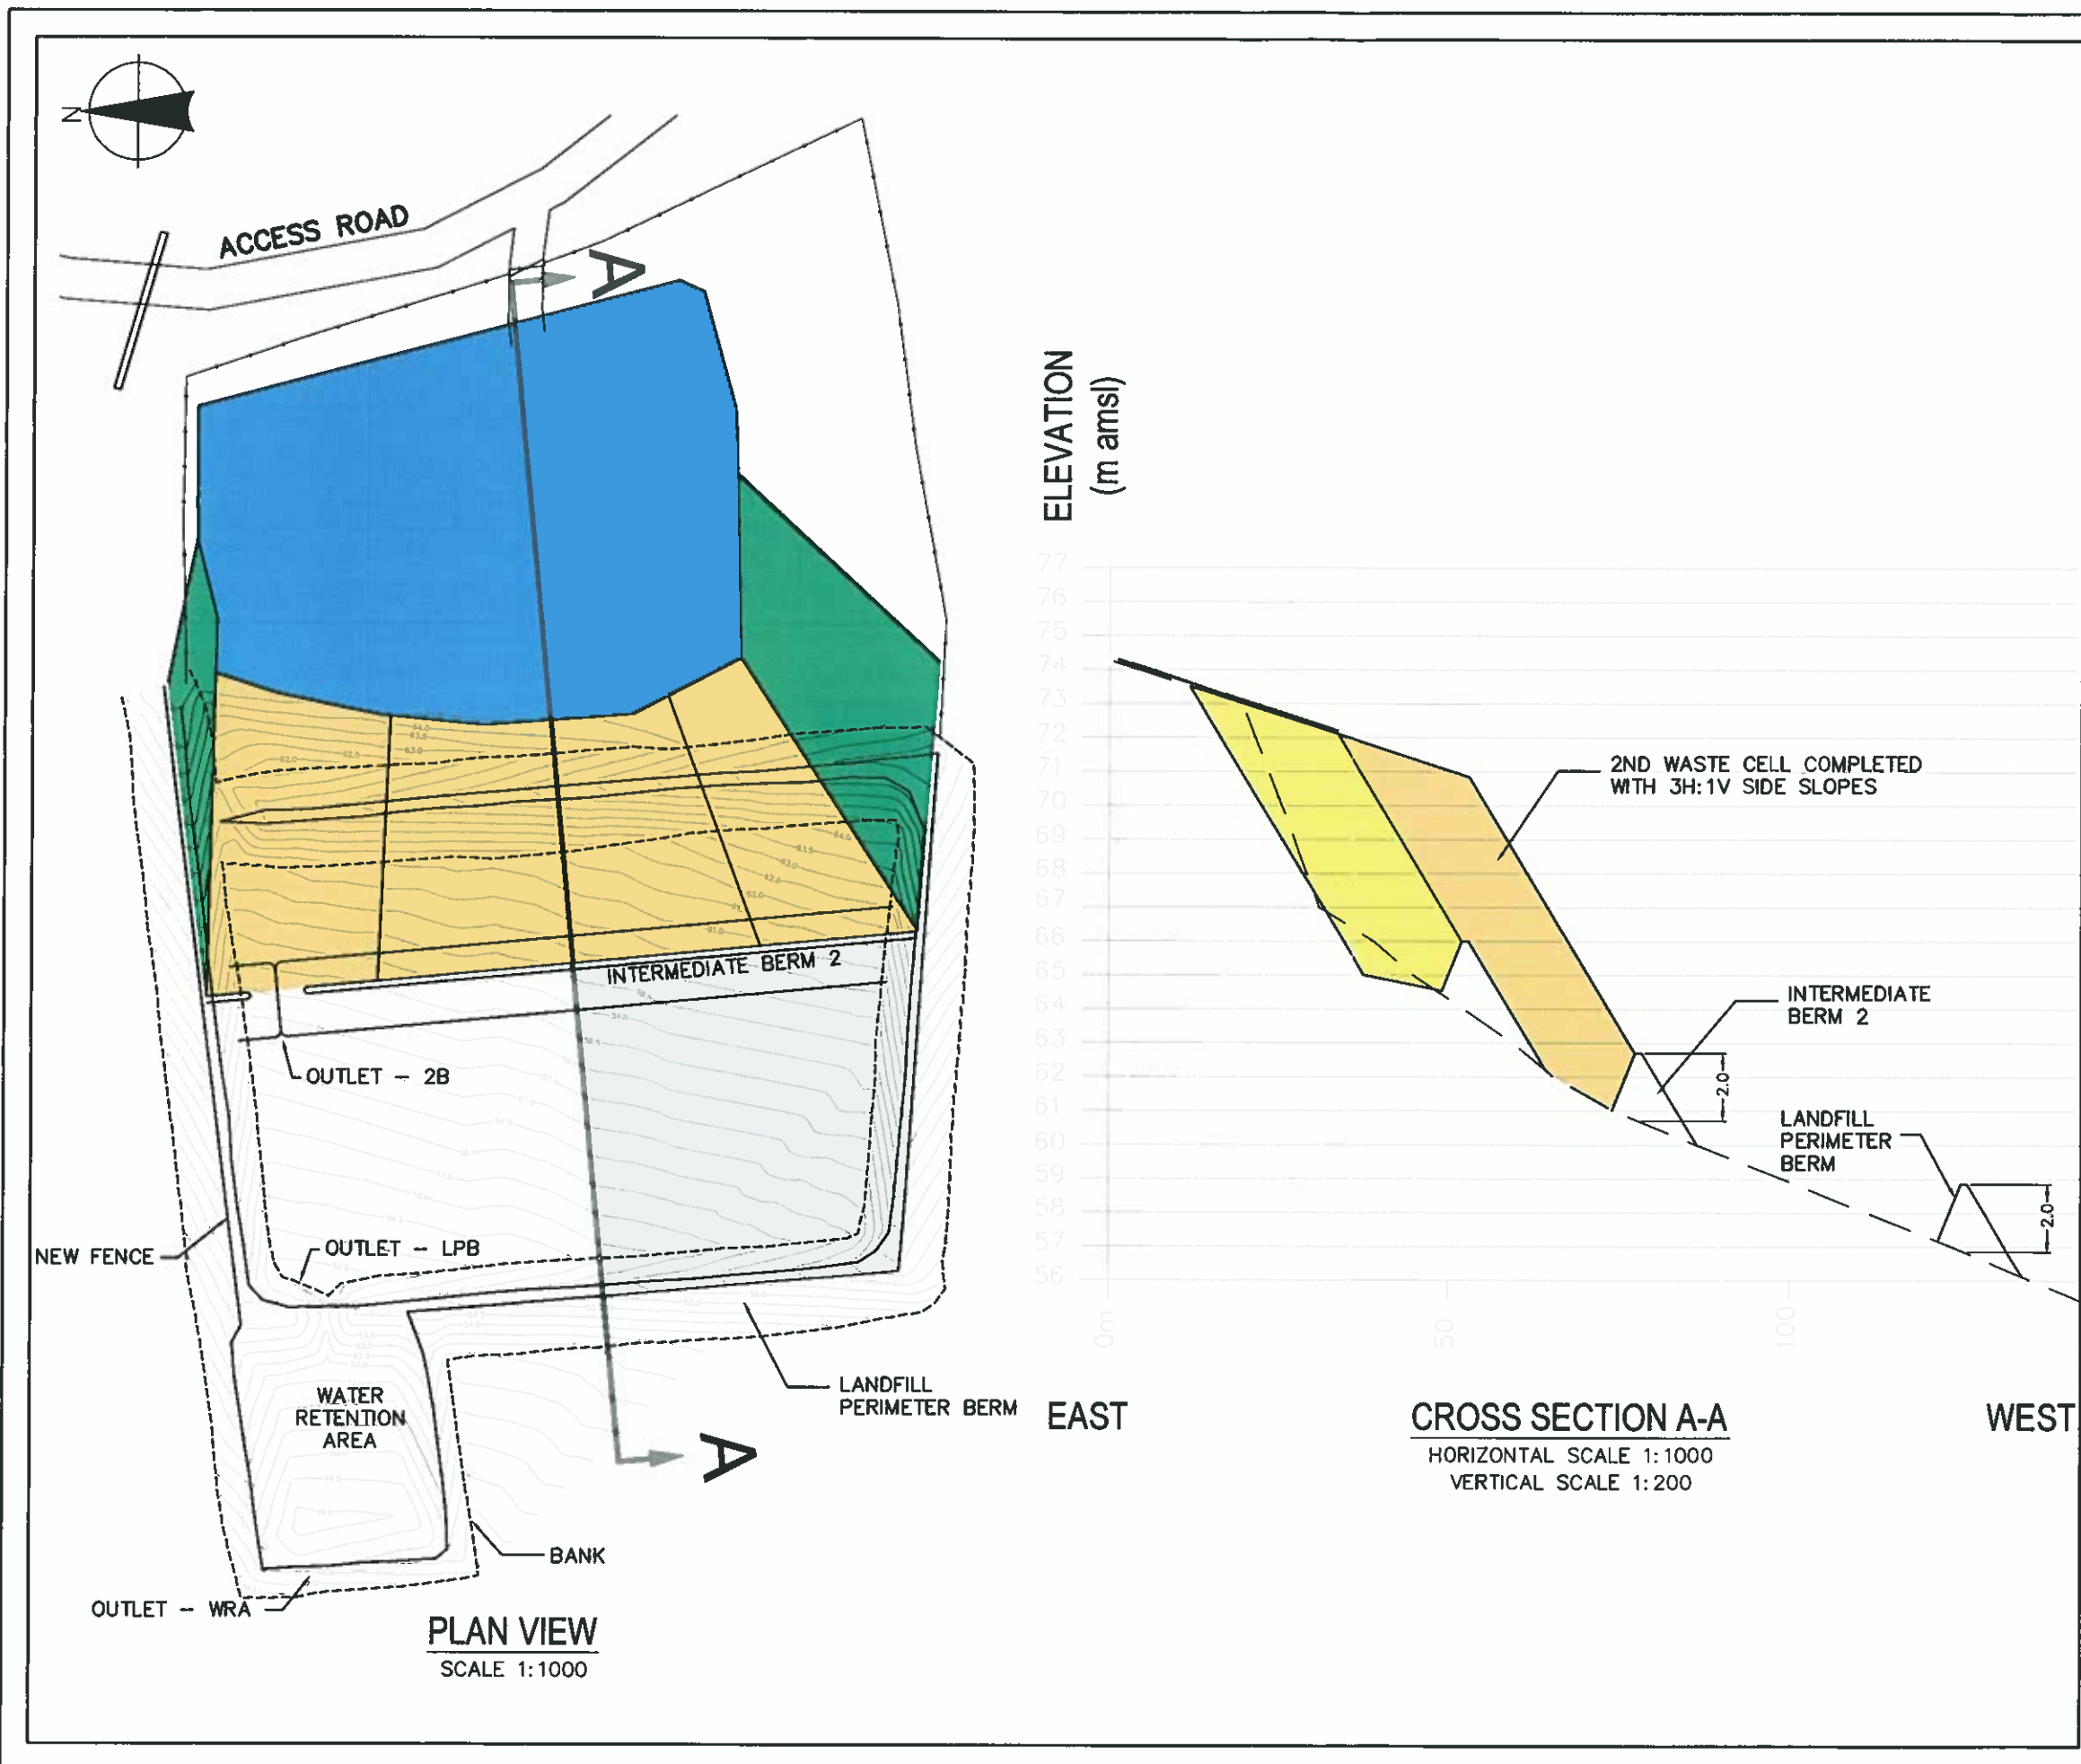 N
ACCESS ROAD
A
INTERMEDIATE BERM 2
OUTLET - 2B
NEW FENCE
OUTLET - LPB
WATER
RETENTION
AREA
LANDFILL
PERIMETER BERM
A
BANK
OUTLET - WRA
PLAN VIEW
SCALE 1:1000
ELEVATION
(m amsl)
77
76
75
74
73
72
71
70
69
68
67
66
65
64
63
62
61
60
59
58
57
56
0m
50
100
2ND WASTE CELL COMPLETED
WITH 3H:1V SIDE SLOPES
INTERMEDIATE
BERM 2
2.0
LANDFILL
PERIMETER
BERM
2.0
EAST
CROSS SECTION A-A
WEST
HORIZONTAL SCALE 1:1000
VERTICAL SCALE 1:200